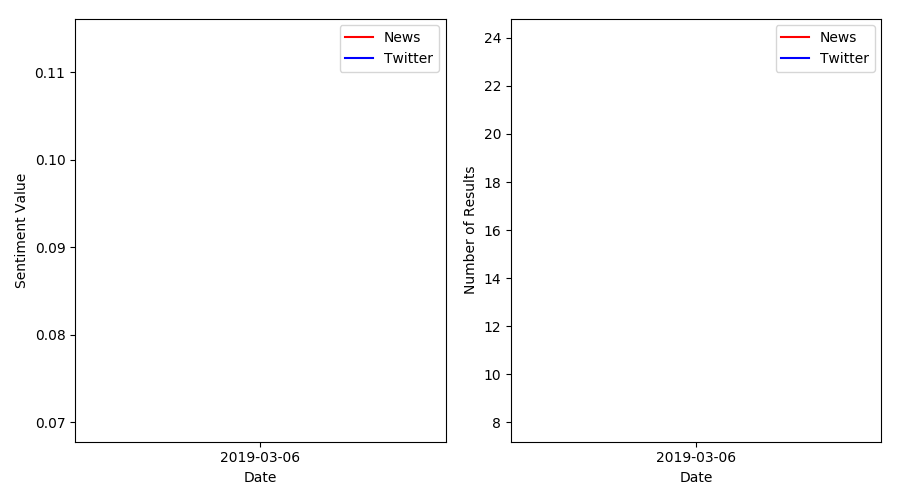 News
Twitter
0.11
0.10
0.09
0.08
0.07
Sentiment Value
2019-03-06
Date
News
Twitter
24
22
20
18
16
14
12
10
8
Number of Results
2019-03-06
Date